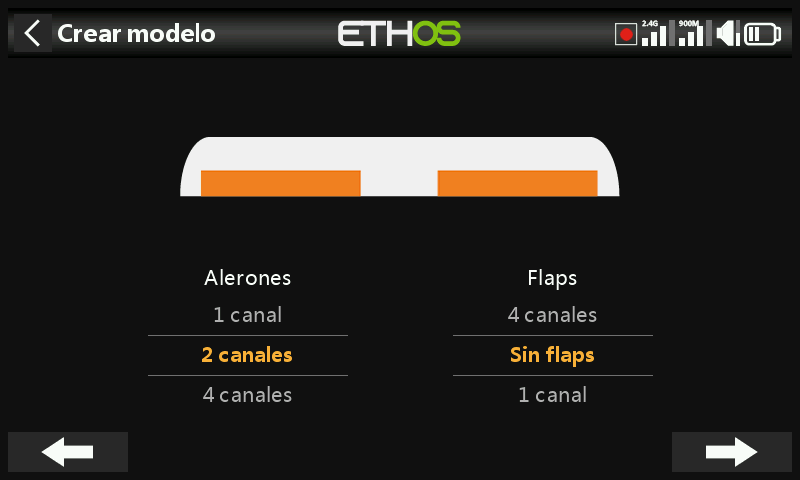 Crear modelo
ETHOS
2.4G
900M
Alerones
Flaps
1 canal
4 canales
2 canales
Sin flaps
4 canales
1 canal